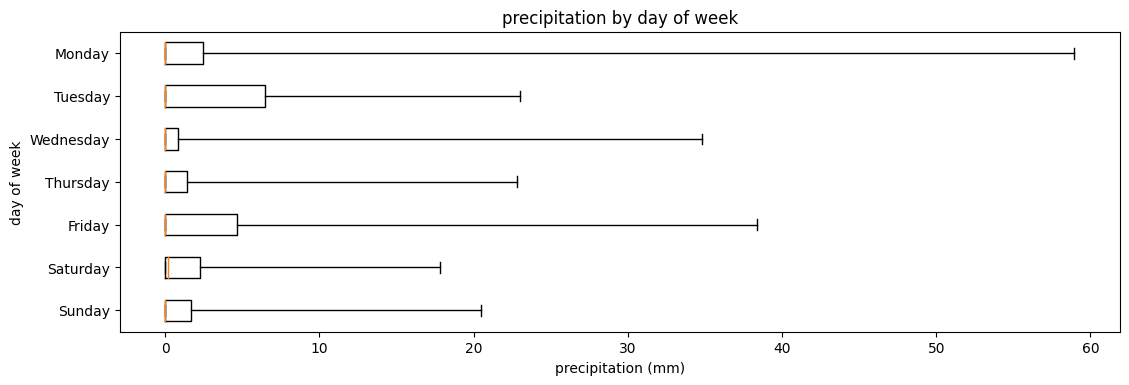 precipitation by day of week
Monday
Tuesday
Wednesday
Thursday
Friday
Saturday
Sunday
day of week
0 10 20 30 40 50 60
precipitation (mm)